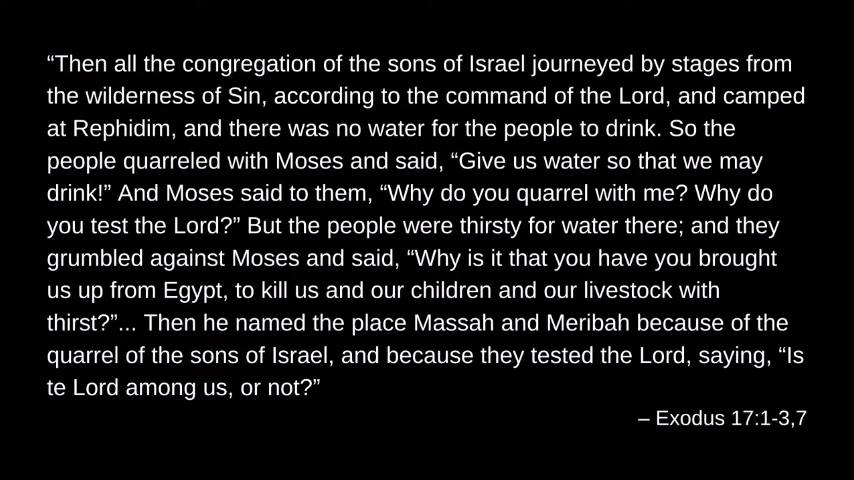 “Then all the congregation of the sons of Israel journeyed by stages from
the wilderness of Sin, according to the command of the Lord, and camped
at Rephidim, and there was no water for the people to drink. So the
people quarreled with Moses and said, “Give us water so that we may
drink!” And Moses said to them, “Why do you quarrel with me? Why do
you test the Lord?” But the people were thirsty for water there; and they
grumbled against Moses and said, “Why is it that you have you brought
us up from Egypt, to kill us and our children and our livestock with
thirst?”... Then he named the place Massah and Meribah because of the
quarrel of the sons of Israel, and because they tested the Lord, saying, “Is
te Lord among us, or not?”
– Exodus 17:1-3,7